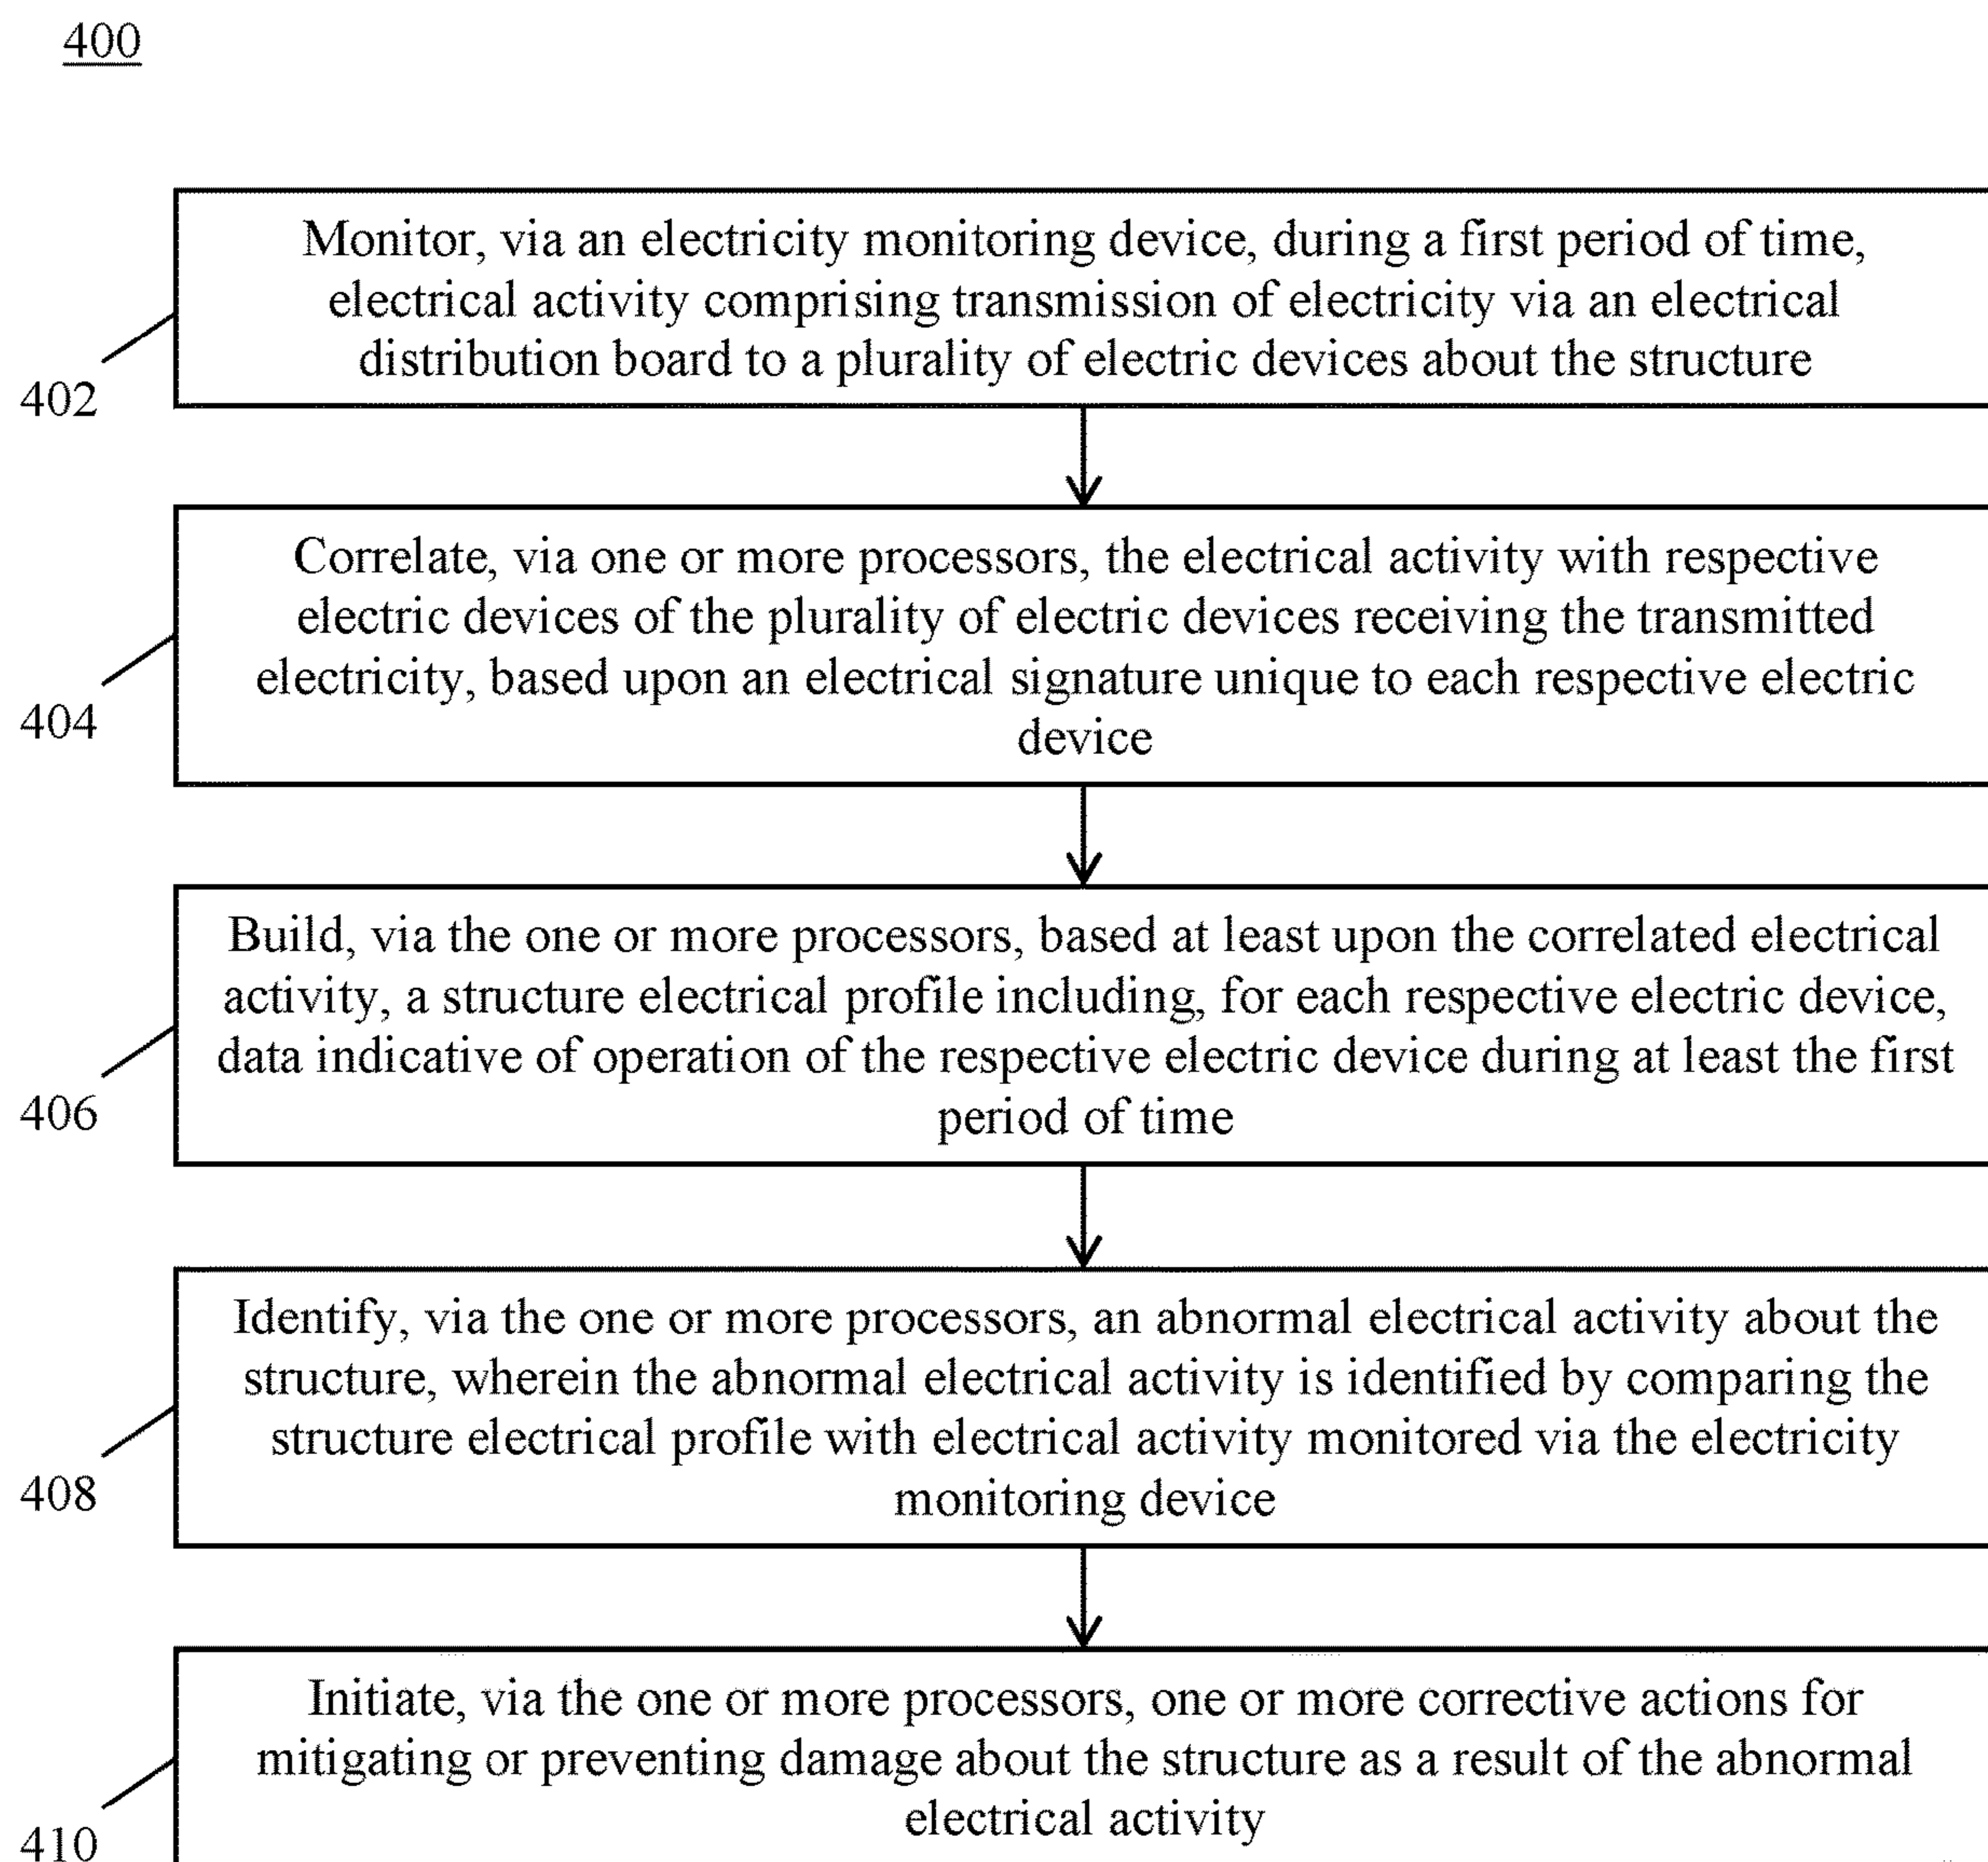 400
Monitor, via an electricity monitoring device, during a first period of time,
electrical activity comprising transmission of electricity via an electrical
distribution board to a plurality of electric devices about the structure
402
Correlate, via one or more processors, the electrical activity with respective
electric devices of the plurality of electric devices receiving the transmitted
electricity, based upon an electrical signature unique to each respective electric
device
404
Build, via the one or more processors, based at least upon the correlated electrical
activity, a structure electrical profile including, for each respective electric device,
data indicative of operation of the respective electric device during at least the first
period of time
406
Identify, via the one or more processors, an abnormal electrical activity about the
structure, wherein the abnormal electrical activity is identified by comparing the
structure electrical profile with electrical activity monitored via the electricity
monitoring device
408
Initiate, via the one or more processors, one or more corrective actions for
mitigating or preventing damage about the structure as a result of the abnormal
electrical activity
410